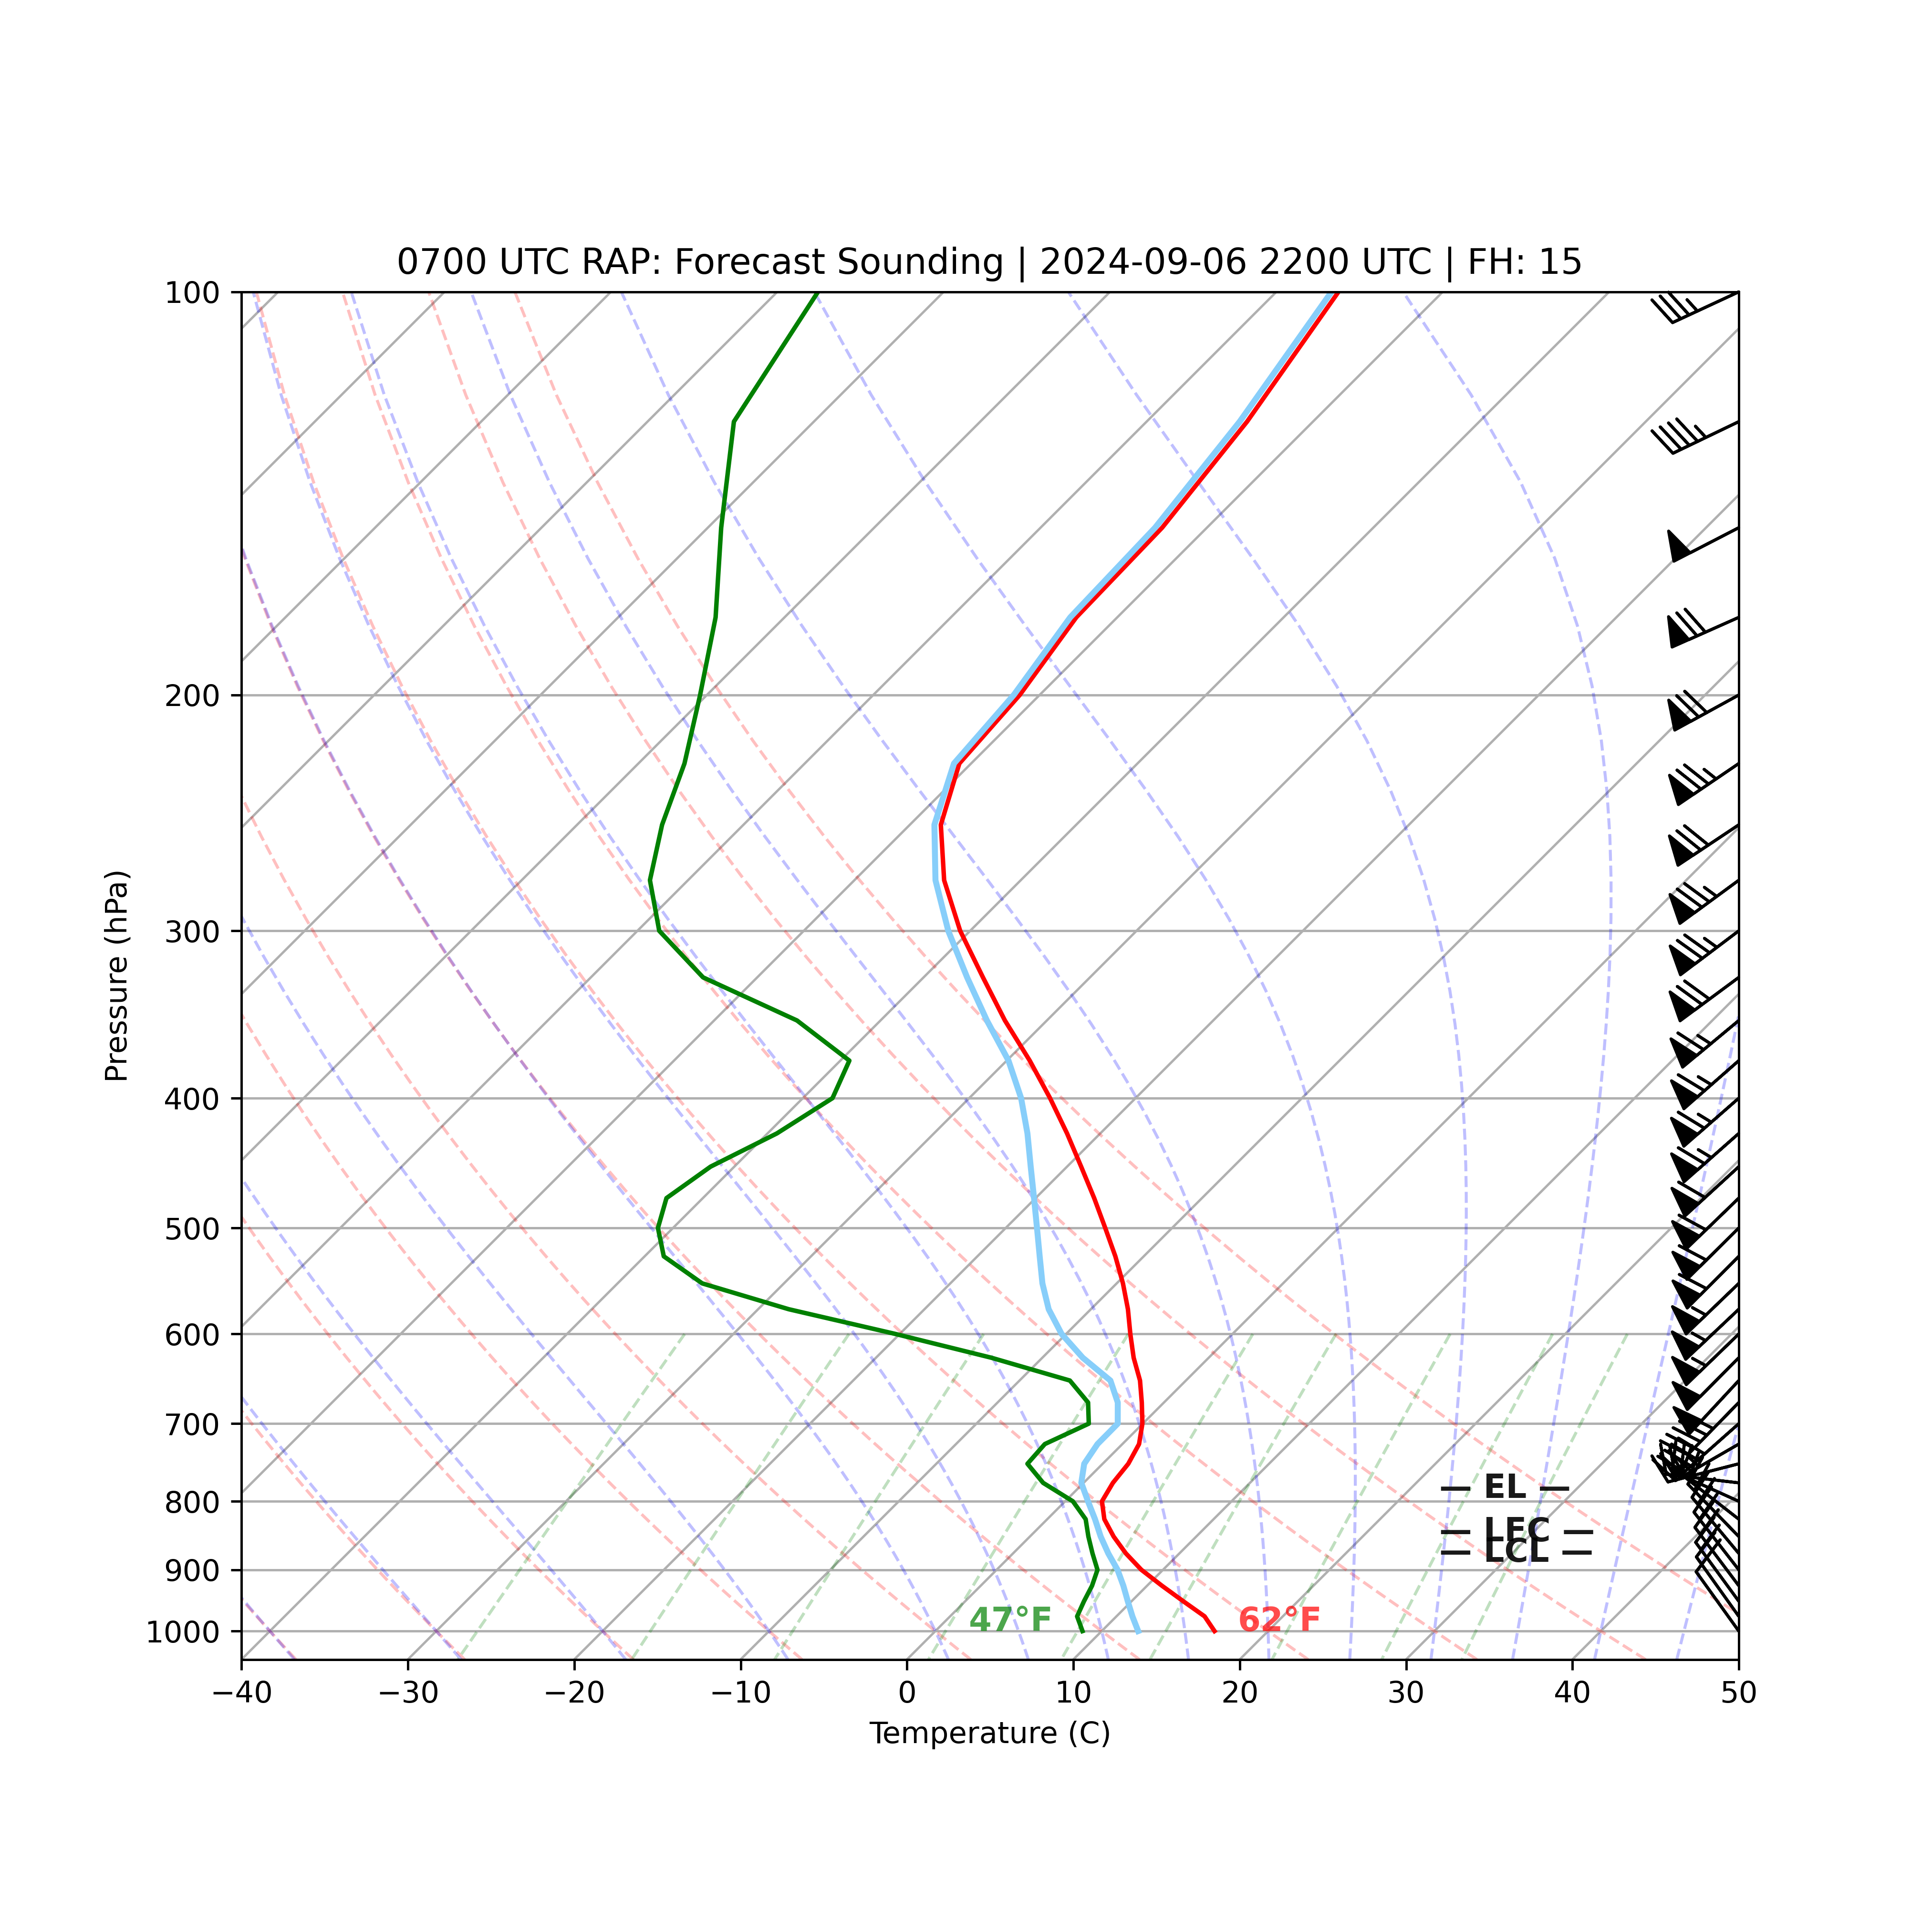 0700 UTC RAP: Forecast Sounding | 2024-09-06 2200 UTC | FH: 15
100
200
300
400
500
600
700
800
900
1000
Pressure (hPa)
— EL —
— LFC —
— LCL —
47°F
62°F
−40 −30 −20 −10 0 10 20 30 40 50
Temperature (C)